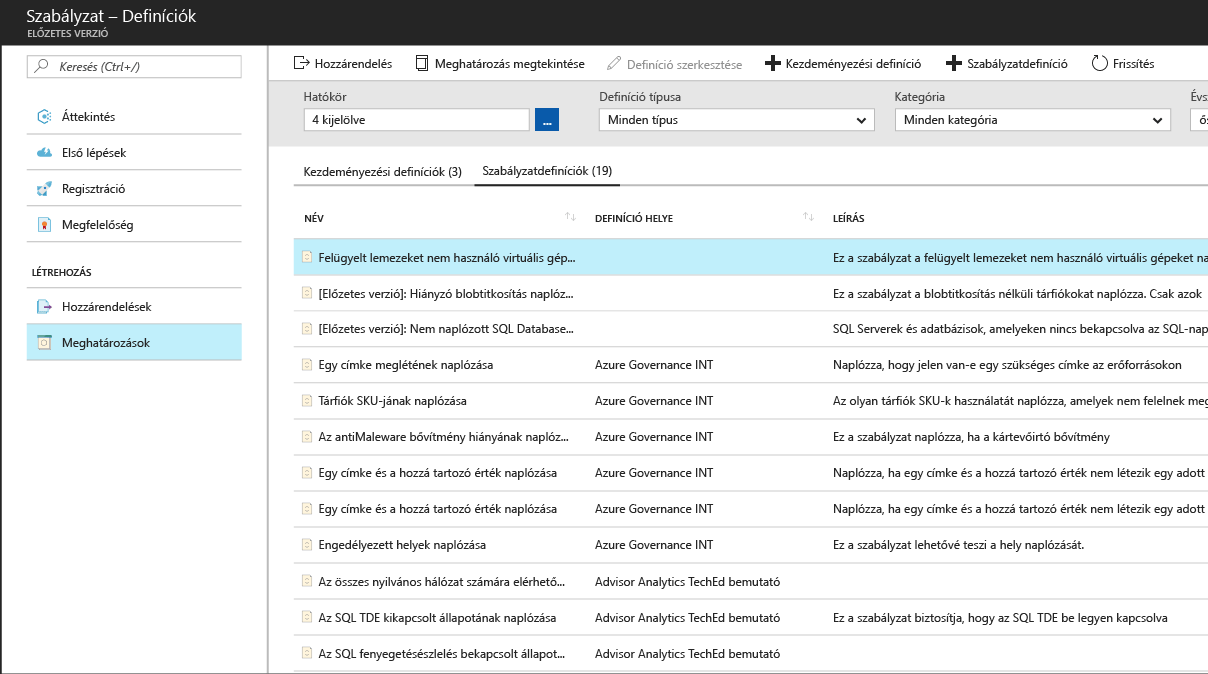 Szabályzat – Definíciók
ELŐZETES VERZIÓ
Keresés (Ctrl+/)
Áttekintés
Első lépések
Regisztráció
Megfelelőség
LÉTREHOZÁS
Hozzárendelések
Meghatározások
Hozzárendelés Meghatározás megtekintése Definíció szerkesztése Kezdeményezési definíció Szabályzatdefiníció Frissítés
Hatókör Definíció típusa Kategória Évsz
4 kijelölve ... Minden típus Minden kategória ős
Kezdeményezési definíciók (3) Szabályzatdefiníciók (19)
NÉV DEFINÍCIÓ HELYE LEÍRÁS
Felügyelt lemezeket nem használó virtuális gép... Ez a szabályzat a felügyelt lemezeket nem használó virtuális gépeket na
[Előzetes verzió]: Hiányzó blobtitkosítás naplóz... Ez a szabályzat a blobtitkosítás nélküli tárfiókokat naplózza. Csak azok
[Előzetes verzió]: Nem naplózott SQL Database... SQL Serverek és adatbázisok, amelyeken nincs bekapcsolva az SQL-nap
Egy címke meglétének naplózása Azure Governance INT Naplózza, hogy jelen van-e egy szükséges címke az erőforrásokon
Tárfiók SKU-jának naplózása Azure Governance INT Az olyan tárfiók SKU-k használatát naplózza, amelyek nem felelnek meg
Az antiMaleware bővítmény hiányának naplóz... Azure Governance INT Ez a szabályzat naplózza, ha a kártevőirtó bővítmény
Egy címke és a hozzá tartozó érték naplózása Azure Governance INT Naplózza, ha egy címke és a hozzá tartozó érték nem létezik egy adott
Egy címke és a hozzá tartozó érték naplózása Azure Governance INT Naplózza, ha egy címke és a hozzá tartozó érték nem létezik egy adott
Engedélyezett helyek naplózása Azure Governance INT Ez a szabályzat lehetővé teszi a hely naplózását.
Az összes nyilvános hálózat számára elérhető... Advisor Analytics TechEd bemutató
Az SQL TDE kikapcsolt állapotának naplózása Advisor Analytics TechEd bemutató Ez a szabályzat biztosítja, hogy az SQL TDE be legyen kapcsolva
Az SQL fenyegetésészlelés bekapcsolt állapot... Advisor Analytics TechEd bemutató